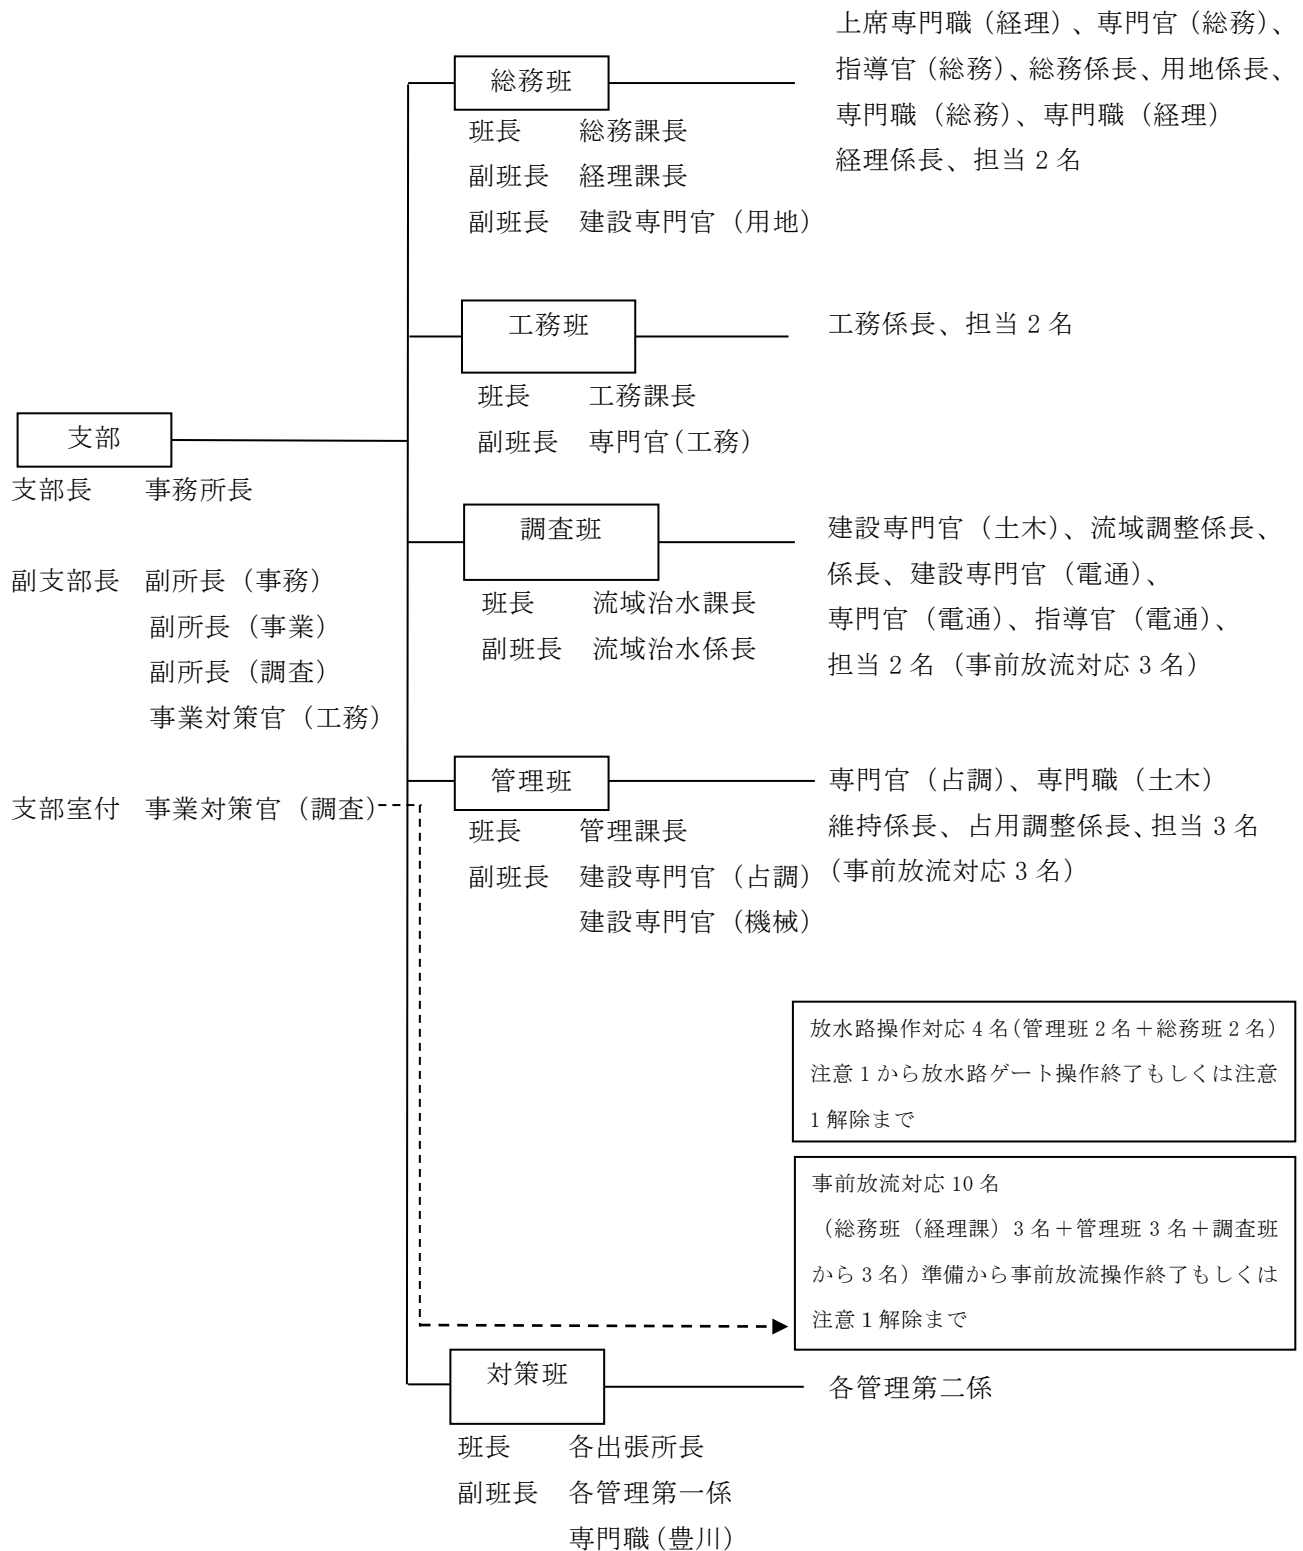 総務班
班長 総務課長
副班長 経理課長
副班長 建設専門官（用地）
上席専門職（経理）、専門官（総務）、
指導官（総務）、総務係長、用地係長、
専門職（総務）、専門職（経理）
経理係長、担当2名
工務班
班長 工務課長
副班長 専門官（工務）
工務係長、担当2名
支部
支部長 事務所長
副支部長 副所長（事務）
副所長（事業）
副所長（調査）
事業対策官（工務）
支部室付 事業対策官（調査）
調査班
班長 流域治水課長
副班長 流域治水係長
建設専門官（土木）、流域調整係長、
係長、建設専門官（電通）、
専門官（電通）、指導官（電通）、
担当2名（事前放流対応3名）
管理班
班長 管理課長
副班長 建設専門官（占調）
建設専門官（機械）
専門官（占調）、専門職（土木）
維持係長、占用調整係長、担当3名
（事前放流対応3名）
放水路操作対応4名（管理班2名＋総務班2名）
注意1から放水路ゲート操作終了もしくは注意
1解除まで
事前放流対応10名
（総務班（経理課）3名＋管理班3名＋調査班
から3名）準備から事前放流操作終了もしくは
注意1解除まで
対策班
班長 各出張所長
副班長 各管理第一係
専門職（豊川）
各管理第二係